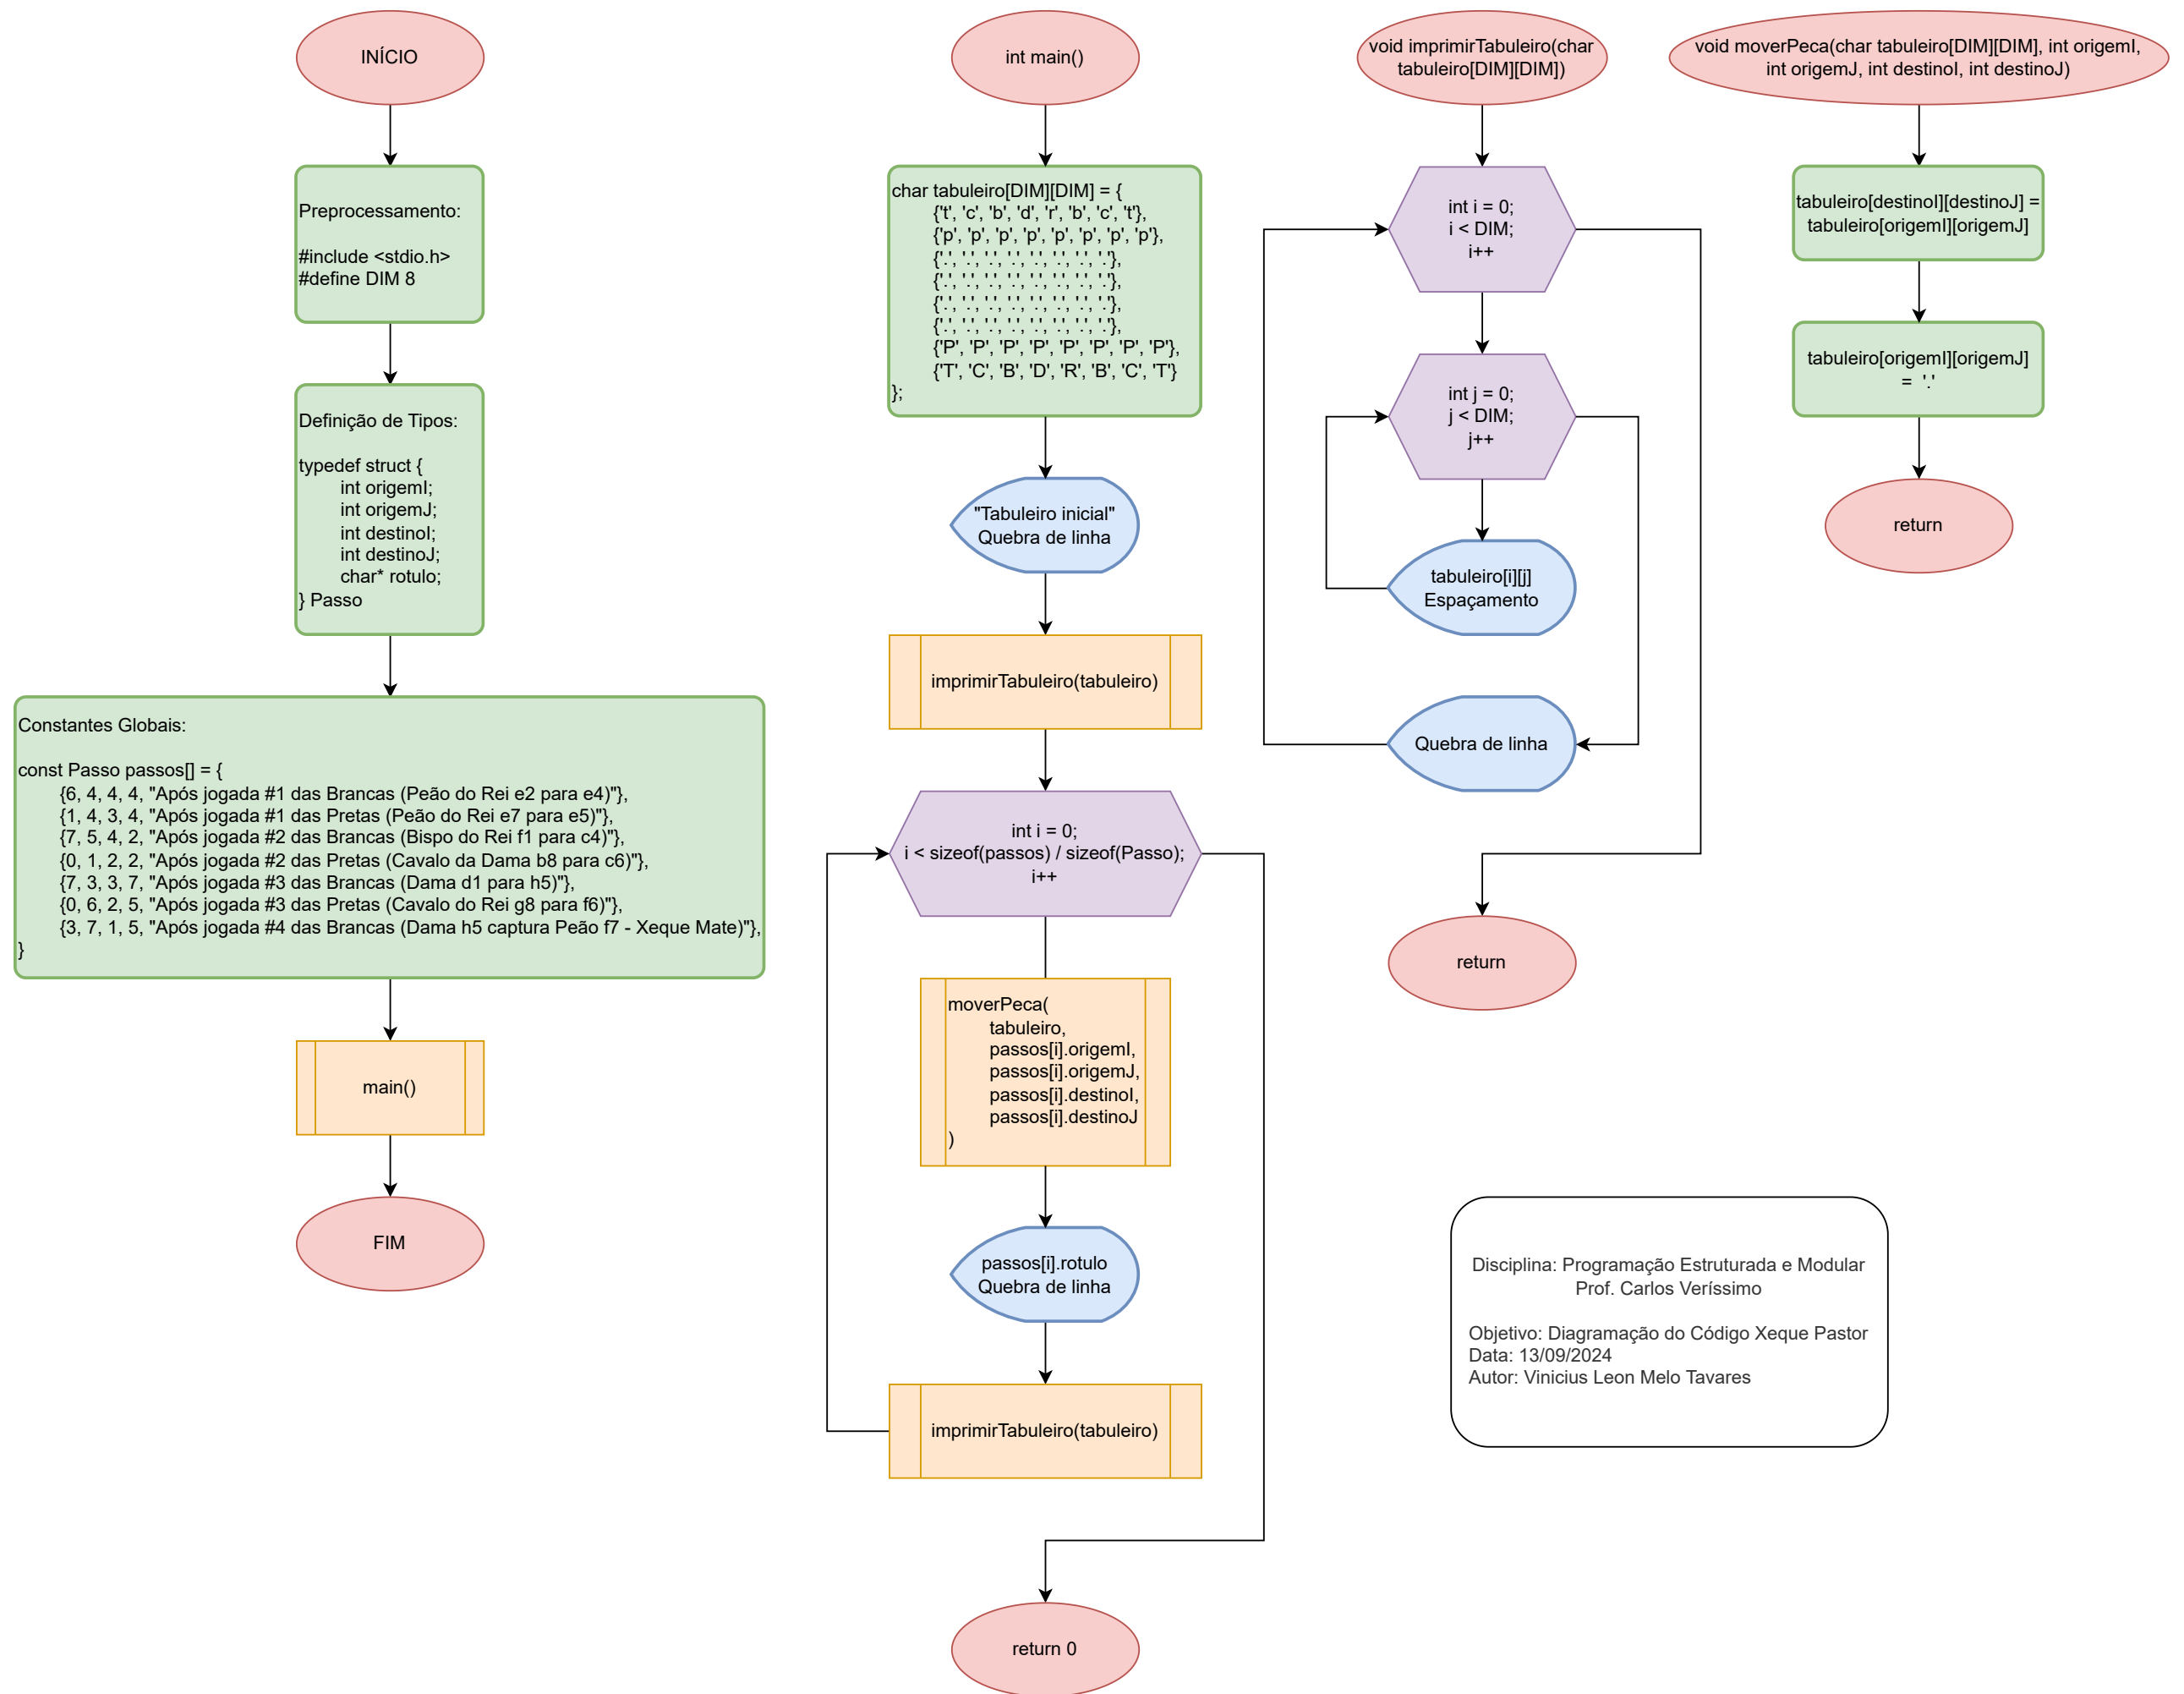 INÍCIO
Preprocessamento:
#include <stdio.h>
#define DIM 8
Definição de Tipos:
typedef struct {
int origemI;
int origemJ;
int destinoI;
int destinoJ;
char* rotulo;
} Passo
Constantes Globais:
const Passo passos[] = {
{6, 4, 4, 4, "Após jogada #1 das Brancas (Peão do Rei e2 para e4)"},
{1, 4, 3, 4, "Após jogada #1 das Pretas (Peão do Rei e7 para e5)"},
{7, 5, 4, 2, "Após jogada #2 das Brancas (Bispo do Rei f1 para c4)"},
{0, 1, 2, 2, "Após jogada #2 das Pretas (Cavalo da Dama b8 para c6)"},
{7, 3, 3, 7, "Após jogada #3 das Brancas (Dama d1 para h5)"},
{0, 6, 2, 5, "Após jogada #3 das Pretas (Cavalo do Rei g8 para f6)"},
{3, 7, 1, 5, "Após jogada #4 das Brancas (Dama h5 captura Peão f7 - Xeque Mate)"},
}
main()
FIM
int main()
char tabuleiro[DIM][DIM] = {
{'t', 'c', 'b', 'd', 'r', 'b', 'c', 't'},
{'p', 'p', 'p', 'p', 'p', 'p', 'p', 'p'},
{'.', '.', '.', '.', '.', '.', '.', '.'},
{'.', '.', '.', '.', '.', '.', '.', '.'},
{'.', '.', '.', '.', '.', '.', '.', '.'},
{'.', '.', '.', '.', '.', '.', '.', '.'},
{'P', 'P', 'P', 'P', 'P', 'P', 'P', 'P'},
{'T', 'C', 'B', 'D', 'R', 'B', 'C', 'T'}
};
"Tabuleiro inicial"
Quebra de linha
imprimirTabuleiro(tabuleiro)
int i = 0;
i < sizeof(passos) / sizeof(Passo);
i++
moverPeca(
tabuleiro,
passos[i].origemI,
passos[i].origemJ,
passos[i].destinoI,
passos[i].destinoJ
)
passos[i].rotulo
Quebra de linha
imprimirTabuleiro(tabuleiro)
return 0
void imprimirTabuleiro(char
tabuleiro[DIM][DIM])
int i = 0;
i < DIM;
i++
int j = 0;
j < DIM;
j++
tabuleiro[i][j]
Espaçamento
Quebra de linha
return
void moverPeca(char tabuleiro[DIM][DIM], int origemI,
int origemJ, int destinoI, int destinoJ)
tabuleiro[destinoI][destinoJ] =
tabuleiro[origemI][origemJ]
tabuleiro[origemI][origemJ]
= '.'
return
Disciplina: Programação Estruturada e Modular
Prof. Carlos Veríssimo
Objetivo: Diagramação do Código Xeque Pastor
Data: 13/09/2024
Autor: Vinicius Leon Melo Tavares